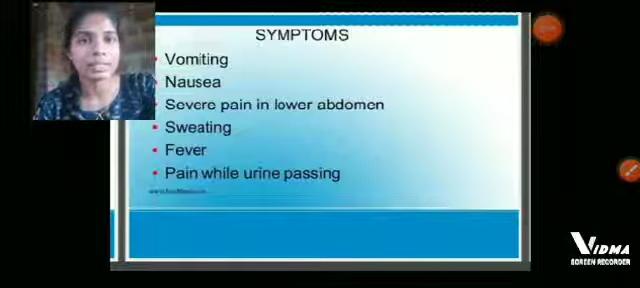 SYMPTOMS
• Vomiting
• Nausea
• Severe pain in lower abdomen
• Sweating
• Fever
• Pain while urine passing
VIDMA
SCREEN RECORDER